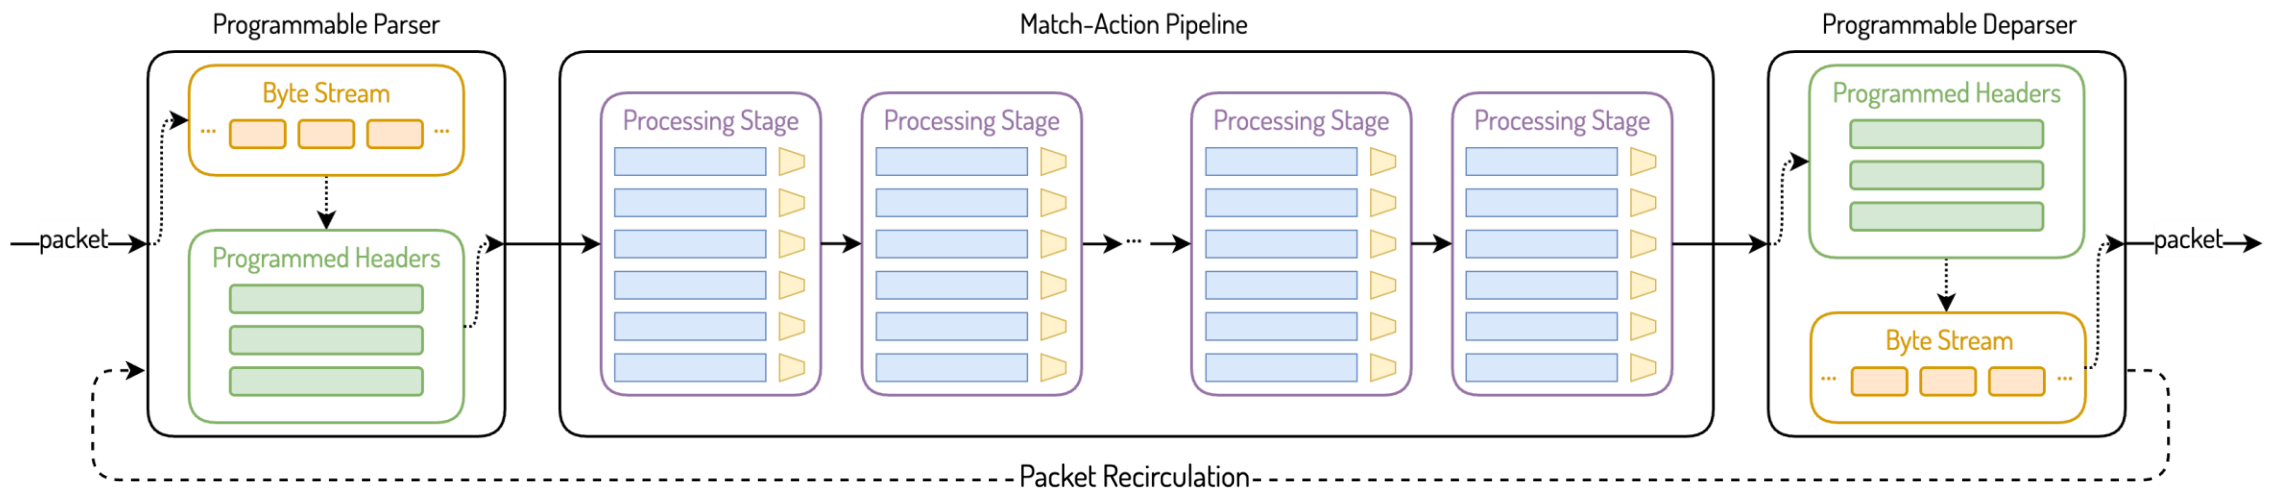 Programmable Parser
Match-Action Pipeline
Programmable Deparser
Byte Stream
... ...
packet
Programmed Headers
Processing Stage
Processing Stage
...
Processing Stage
Processing Stage
Programmed Headers
Byte Stream
... ...
packet
Packet Recirculation